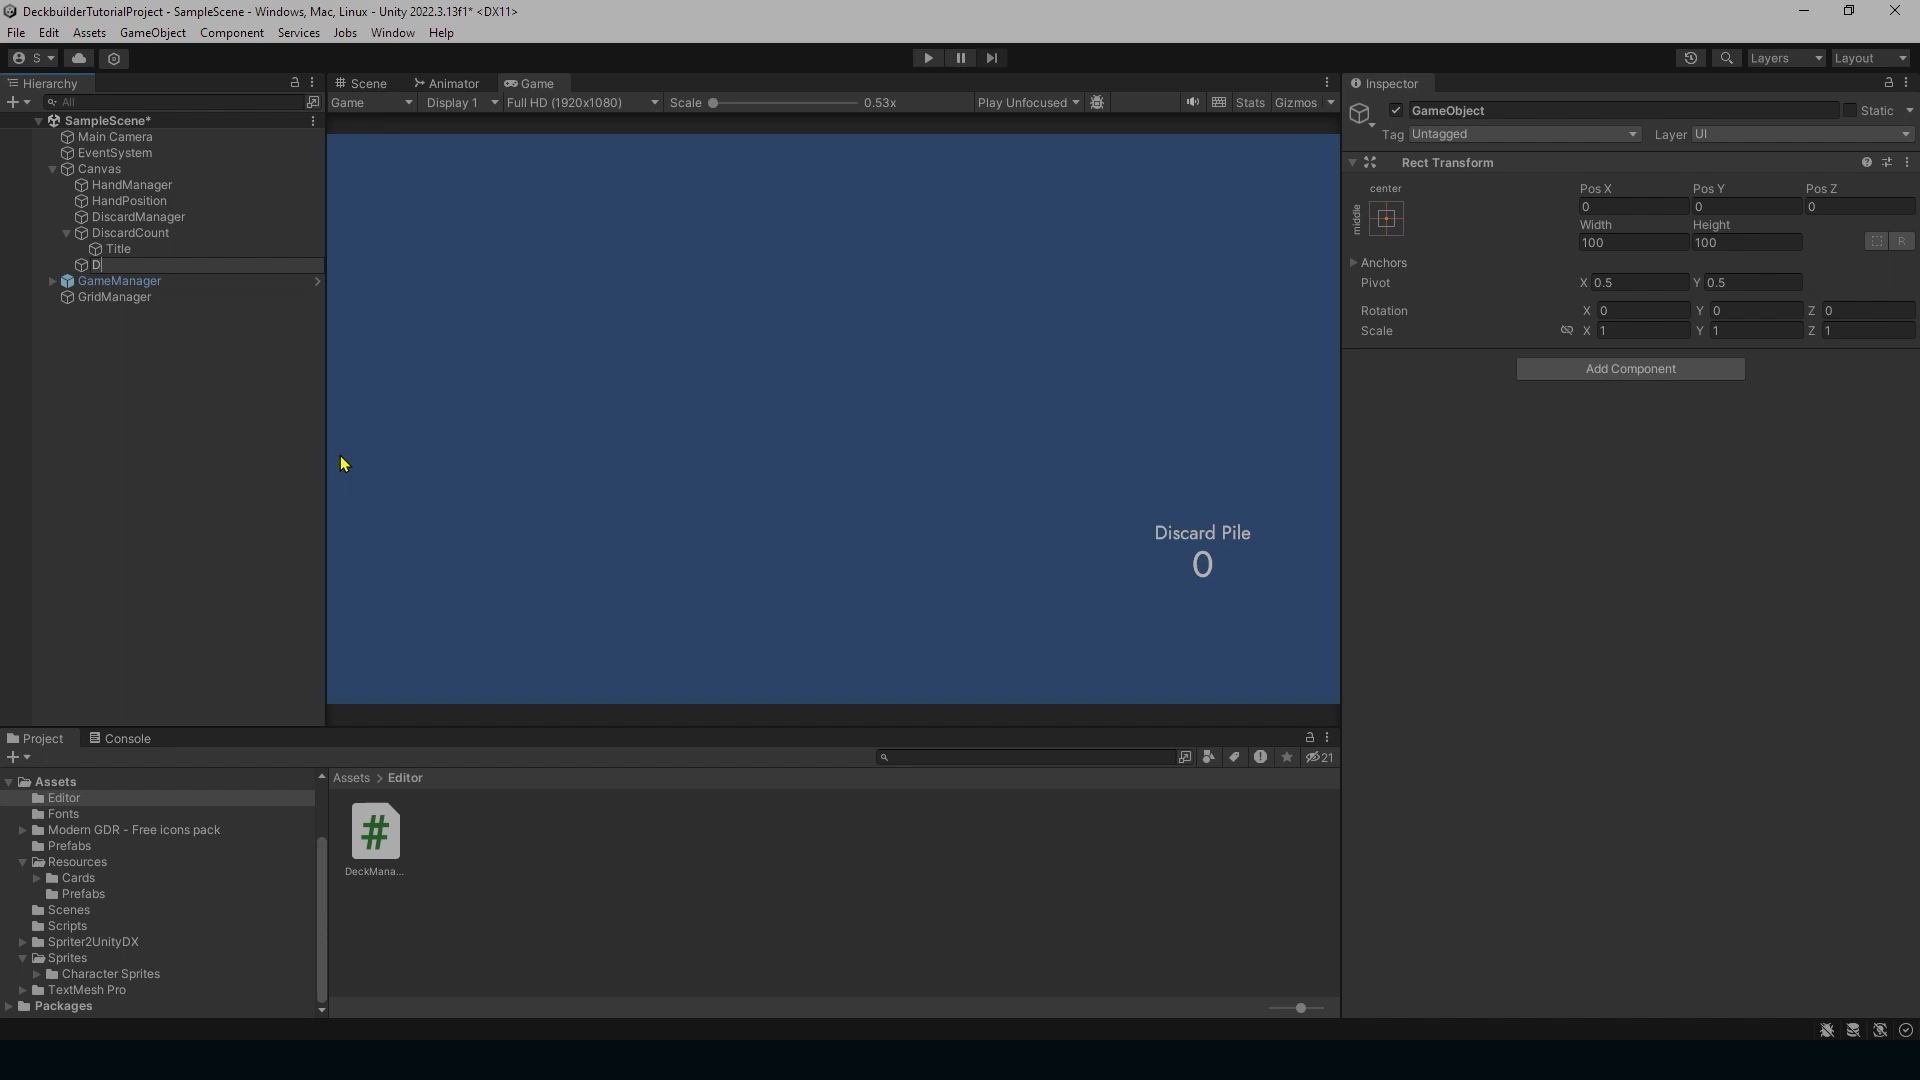 DeckbuilderTutorialProject - SampleScene - Windows, Mac, Linux - Unity 2022.3.13f1* <DX11>
File Edit Assets GameObject Component Services Jobs Window Help
S Layers Layout
Hierarchy Scene Animator Game Inspector
All Game Display 1 Full HD (1920x1080) Scale 0.53x Play Unfocused Stats Gizmos GameObject Static
SampleScene*
Main Camera Tag Untagged Layer UI
EventSystem
Canvas Rect Transform
HandManager center Pos X Pos Y Pos Z
HandPosition middle 0 0 0
DiscardManager Width Height
DiscardCount 100 100 R
Title
D Anchors
GameManager Pivot X 0.5 Y 0.5
GridManager
Rotation X 0 Y 0 Z 0
Scale X 1 Y 1 Z 1
Add Component
Discard Pile
0
Project Console
21
Assets Assets > Editor
Editor
Fonts
Modern GDR - Free icons pack
Prefabs
Resources
DeckMana...
Cards
Prefabs
Scenes
Scripts
Spriter2UnityDX
Sprites
Character Sprites
TextMesh Pro
Packages